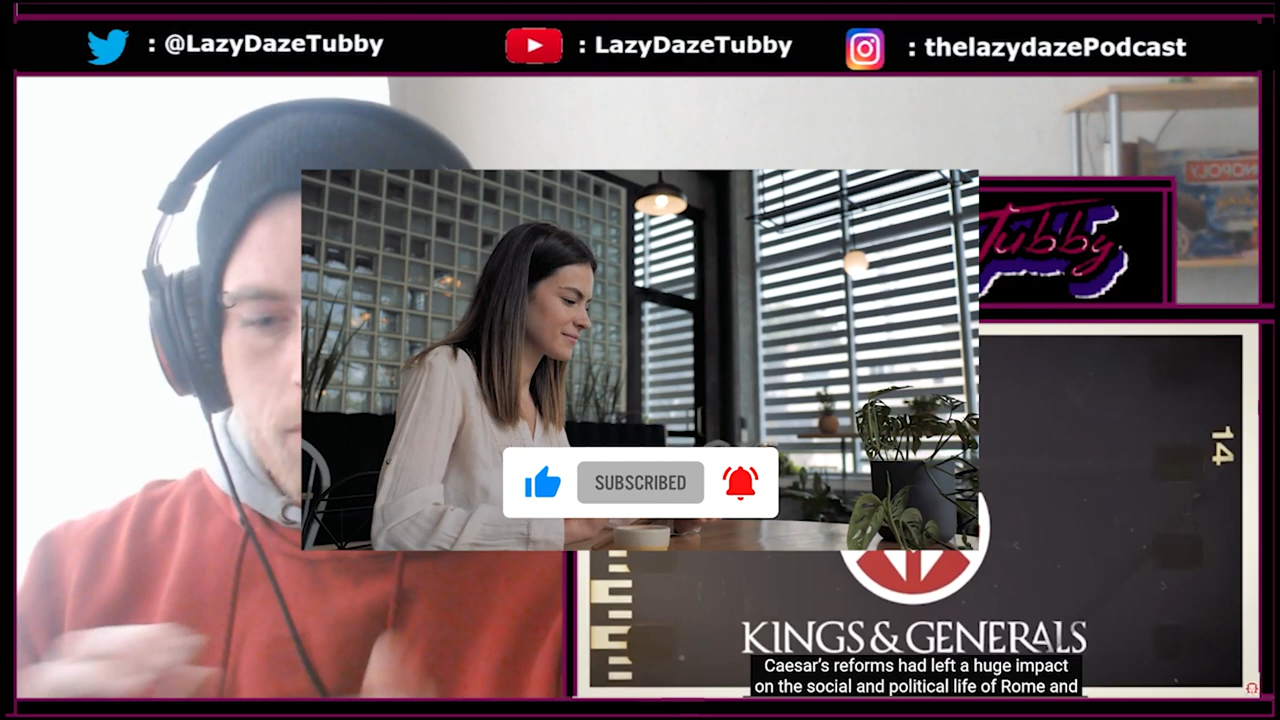 : @LazyDazeTubby
: LazyDazeTubby
: thelazydazePodcast
MONOPOLY
Tubby
14
SUBSCRIBED
KINGS & GENERALS
Caesar's reforms had left a huge impact
on the social and political life of Rome and